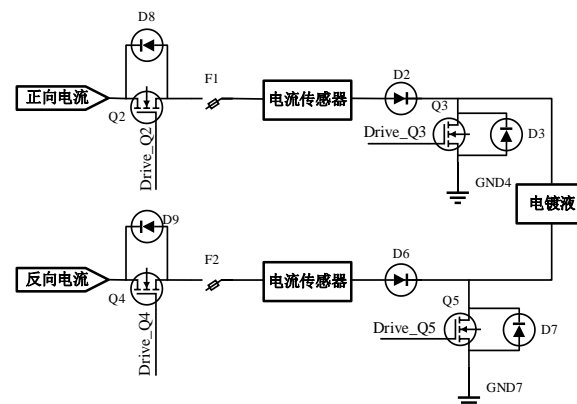 D8
正向电流
Q2
Drive_Q2
F1
电流传感器
D2
Q3
Drive_Q3
D3
GND4
电镀液
D9
反向电流
Q4
Drive_Q4
F2
电流传感器
D6
Q5
Drive_Q5
D7
GND7